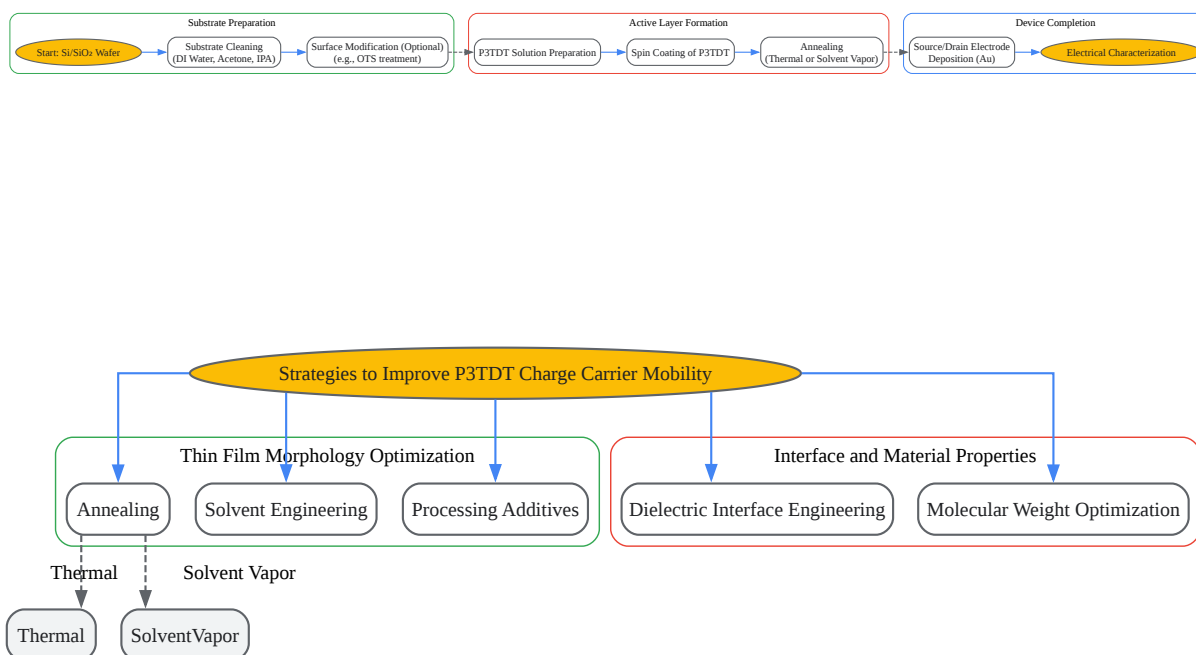 Substrate Preparation
Start: Si/SiO₂ Wafer
Substrate Cleaning
(DI Water, Acetone, IPA)
Surface Modification (Optional)
(e.g., OTS treatment)
Active Layer Formation
P3TDT Solution Preparation
Spin Coating of P3TDT
Annealing
(Thermal or Solvent Vapor)
Device Completion
Source/Drain Electrode
Deposition (Au)
Electrical Characterization
Strategies to Improve P3TDT Charge Carrier Mobility
Thin Film Morphology Optimization
Annealing
Solvent Engineering
Processing Additives
Interface and Material Properties
Dielectric Interface Engineering
Molecular Weight Optimization
Thermal
Solvent Vapor
Thermal
SolventVapor